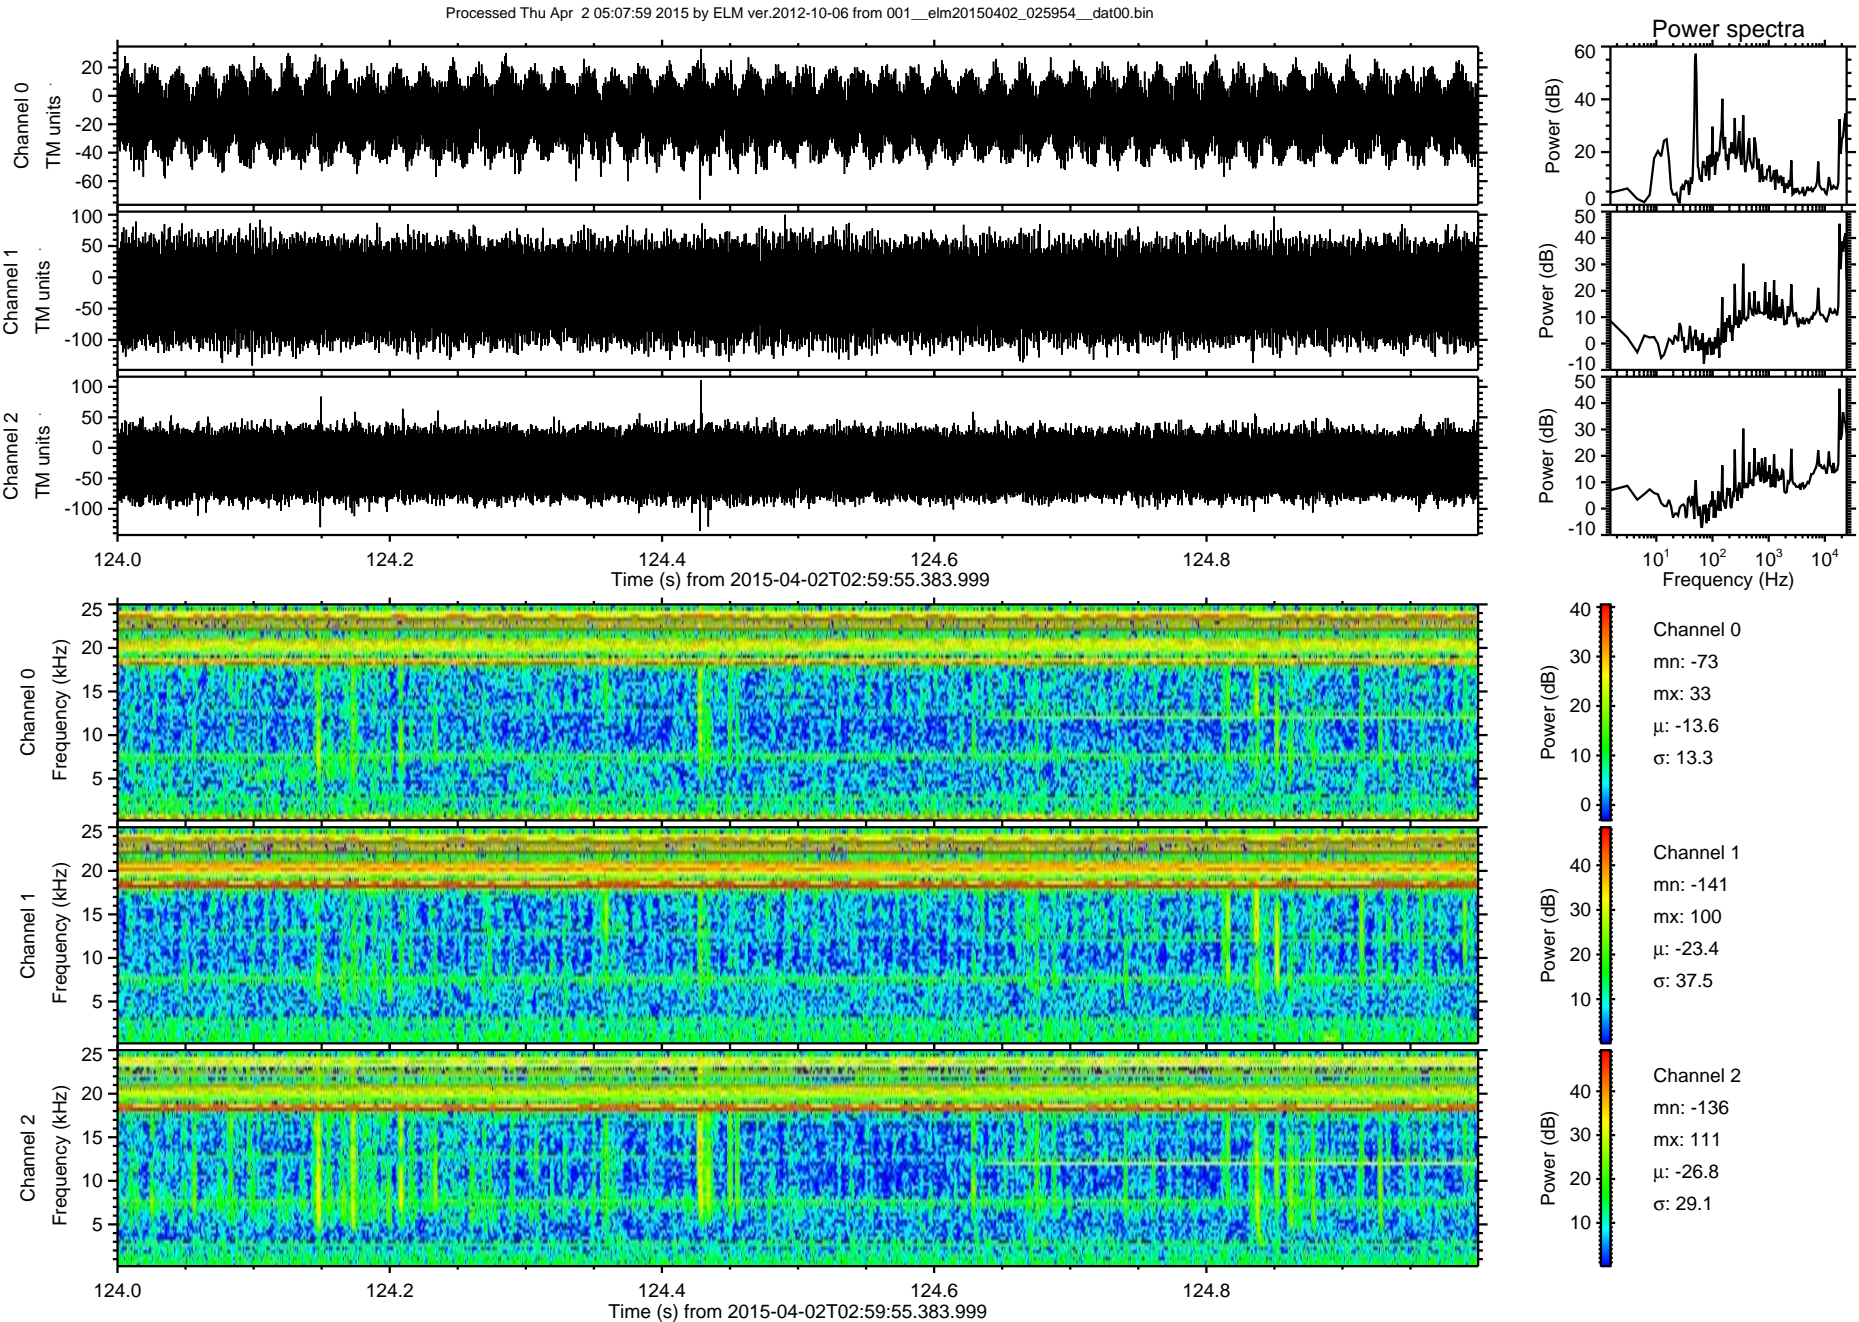 Processed Thu Apr  2 05:07:59 2015 by ELM ver.2012-10-06 from 001__elm20150402_025954__dat00.bin
Power spectra
Channel 0
TM units
20
0
-20
-40
-60
Power (dB)
60
40
20
0
Channel 1
TM units
100
50
0
-50
-100
Power (dB)
50
40
30
20
10
0
-10
Channel 2
TM units
100
50
0
-50
-100
Power (dB)
50
40
30
20
10
0
-10
124.0 124.2 124.4 124.6 124.8
Time (s) from 2015-04-02T02:59:55.383.999
10¹ 10² 10³ 10⁴
Frequency (Hz)
Channel 0
Frequency (kHz)
25
20
15
10
5
Power (dB)
40
30
20
10
0
Channel 0
mn: -73
mx: 33
μ: -13.6
σ: 13.3
Channel 1
Frequency (kHz)
25
20
15
10
5
Power (dB)
40
30
20
10
Channel 1
mn: -141
mx: 100
μ: -23.4
σ: 37.5
Channel 2
Frequency (kHz)
25
20
15
10
5
Power (dB)
40
30
20
10
Channel 2
mn: -136
mx: 111
μ: -26.8
σ: 29.1
124.0 124.2 124.4 124.6 124.8
Time (s) from 2015-04-02T02:59:55.383.999